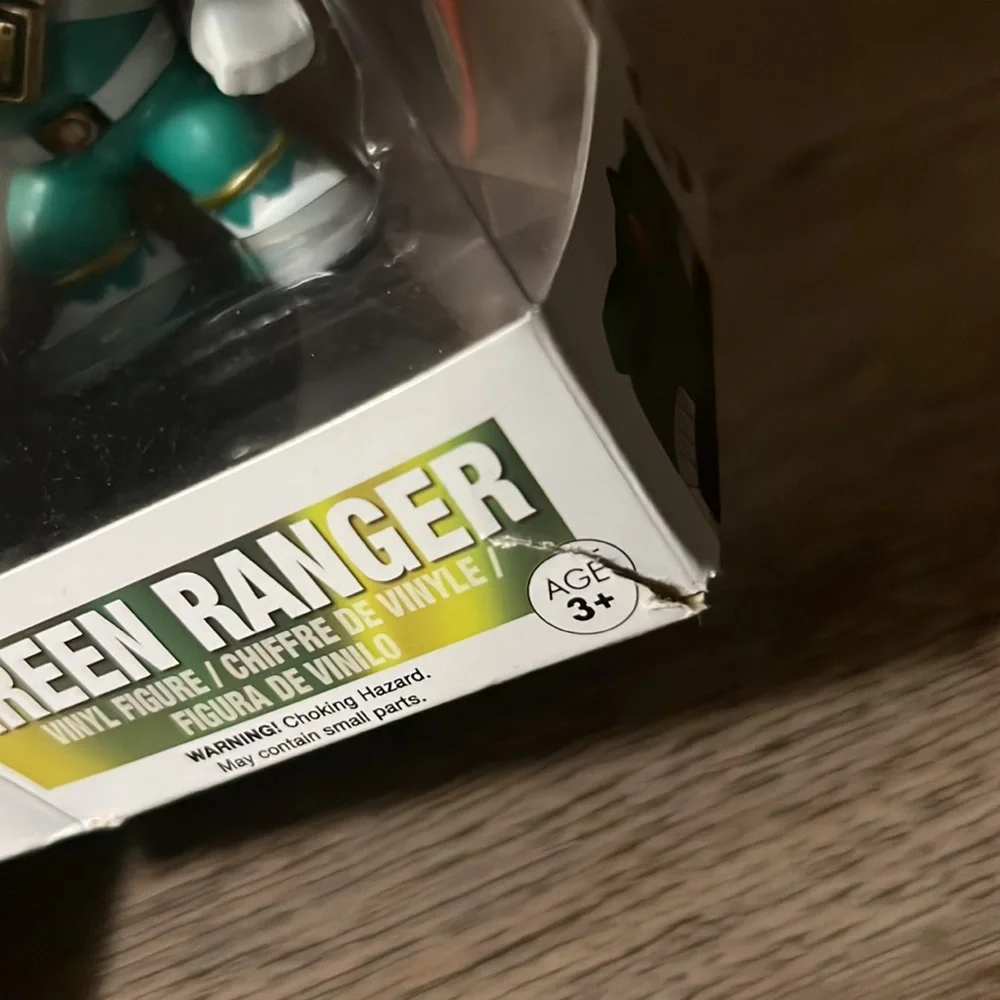 REEN RANGER
VINYL FIGURE / CHIFFRE DE VINYLE /
FIGURA DE VINILO
WARNING! Choking Hazard.
May contain small parts.
AGE
3+